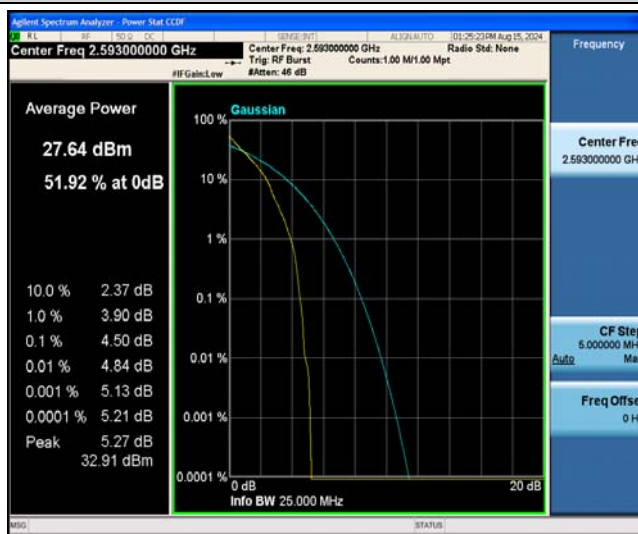 Agilent Spectrum Analyzer - Power Stat CCDF
RL RF 50 Ω DC SENSE:INT ALIGN AUTO 01:25:23 PM Aug 15, 2024
Center Freq 2.593000000 GHz
Center Freq: 2.593000000 GHz Radio Std: None
Trig: RF Burst Counts:1.00 M/1.00 Mpt
#IFGain:Low #Atten: 46 dB
Frequency
Average Power
27.64 dBm
51.92 % at 0dB
10.0 % 2.37 dB
1.0 % 3.90 dB
0.1 % 4.50 dB
0.01 % 4.84 dB
0.001 % 5.13 dB
0.0001 % 5.21 dB
Peak 5.27 dB
32.91 dBm
Gaussian
100 %
10 %
1 %
0.1 %
0.01 %
0.001 %
0.0001 %
0 dB 20 dB
Info BW 25.000 MHz
Center Fre
2.593000000 GH
CF Ste
5.000000 MH
Auto Ma
Freq Offse
0 H
MSG STATUS